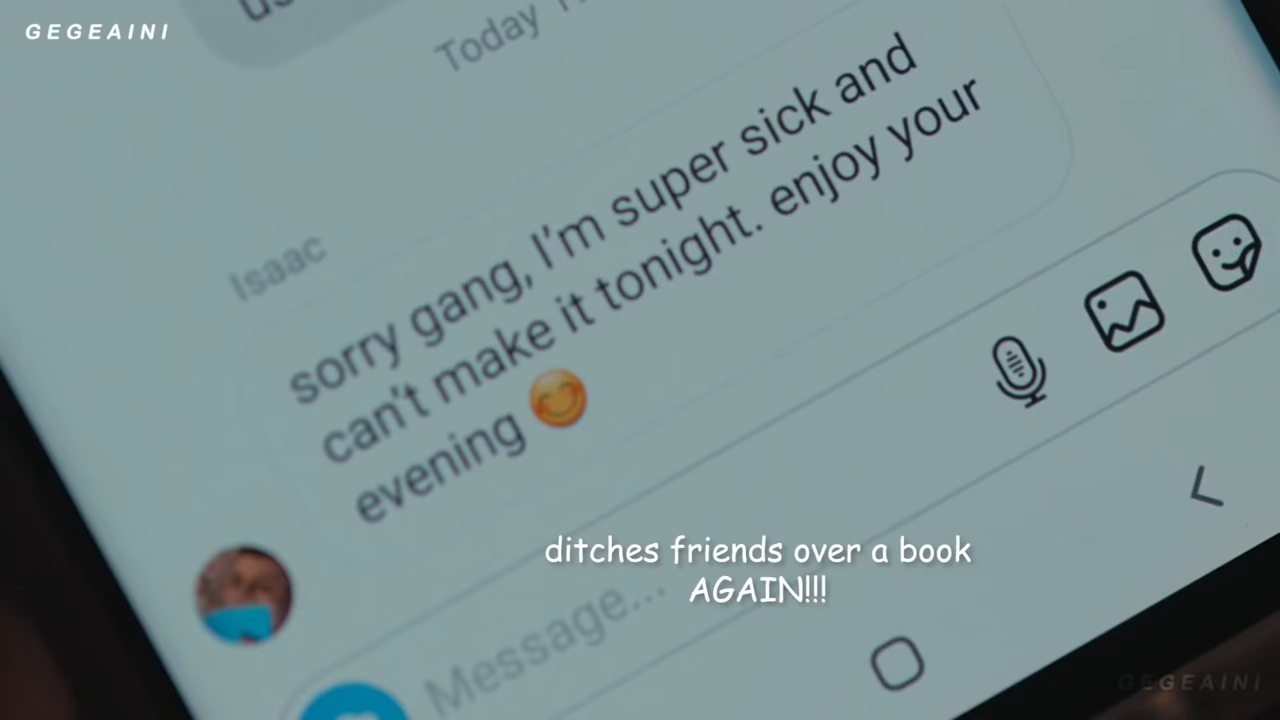 GEGEAINI
us
Today
Isaac
sorry gang, I'm super sick and
can't make it tonight. enjoy your
evening 😊
ditches friends over a book
AGAIN!!!
Message...
GEGEAINI